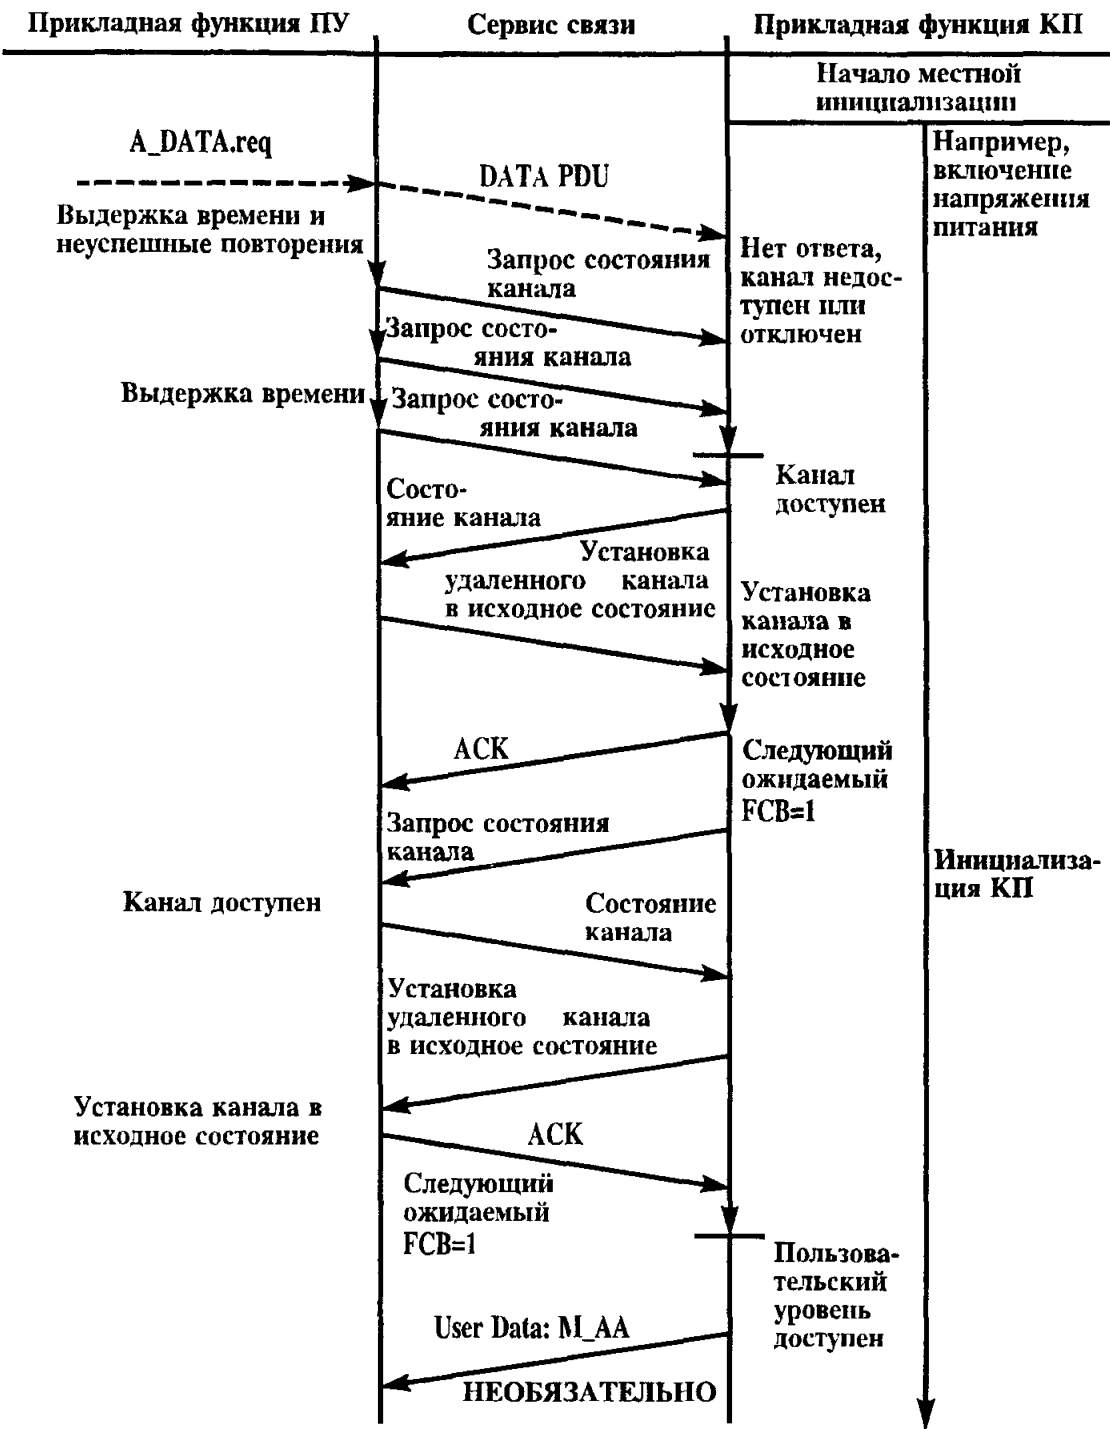 Прикладная функция ПУ
Сервис связи
Прикладная функция КП
Начало местной
инициализации
A_DATA.req
DATA PDU
Например,
включение
напряжения
питания
Выдержка времени и
неуспешные повторения
Запрос состояния
канала
Нет ответа,
канал недос-
тупен или
отключен
Запрос состо-
яния канала
Выдержка времени
Запрос состо-
яния канала
Канал
доступен
Состо-
яние канала
Установка
удаленного канала
в исходное состояние
Установка
канала в
исходное
состояние
ACK
Следующий
ожидаемый
FCB=1
Запрос состояния
канала
Инициализа-
ция КП
Канал доступен
Состояние
канала
Установка
удаленного канала
в исходное состояние
Установка канала в
исходное состояние
ACK
Следующий
ожидаемый
FCB=1
Пользова-
тельский
уровень
доступен
User Data: M_AA
НЕОБЯЗАТЕЛЬНО